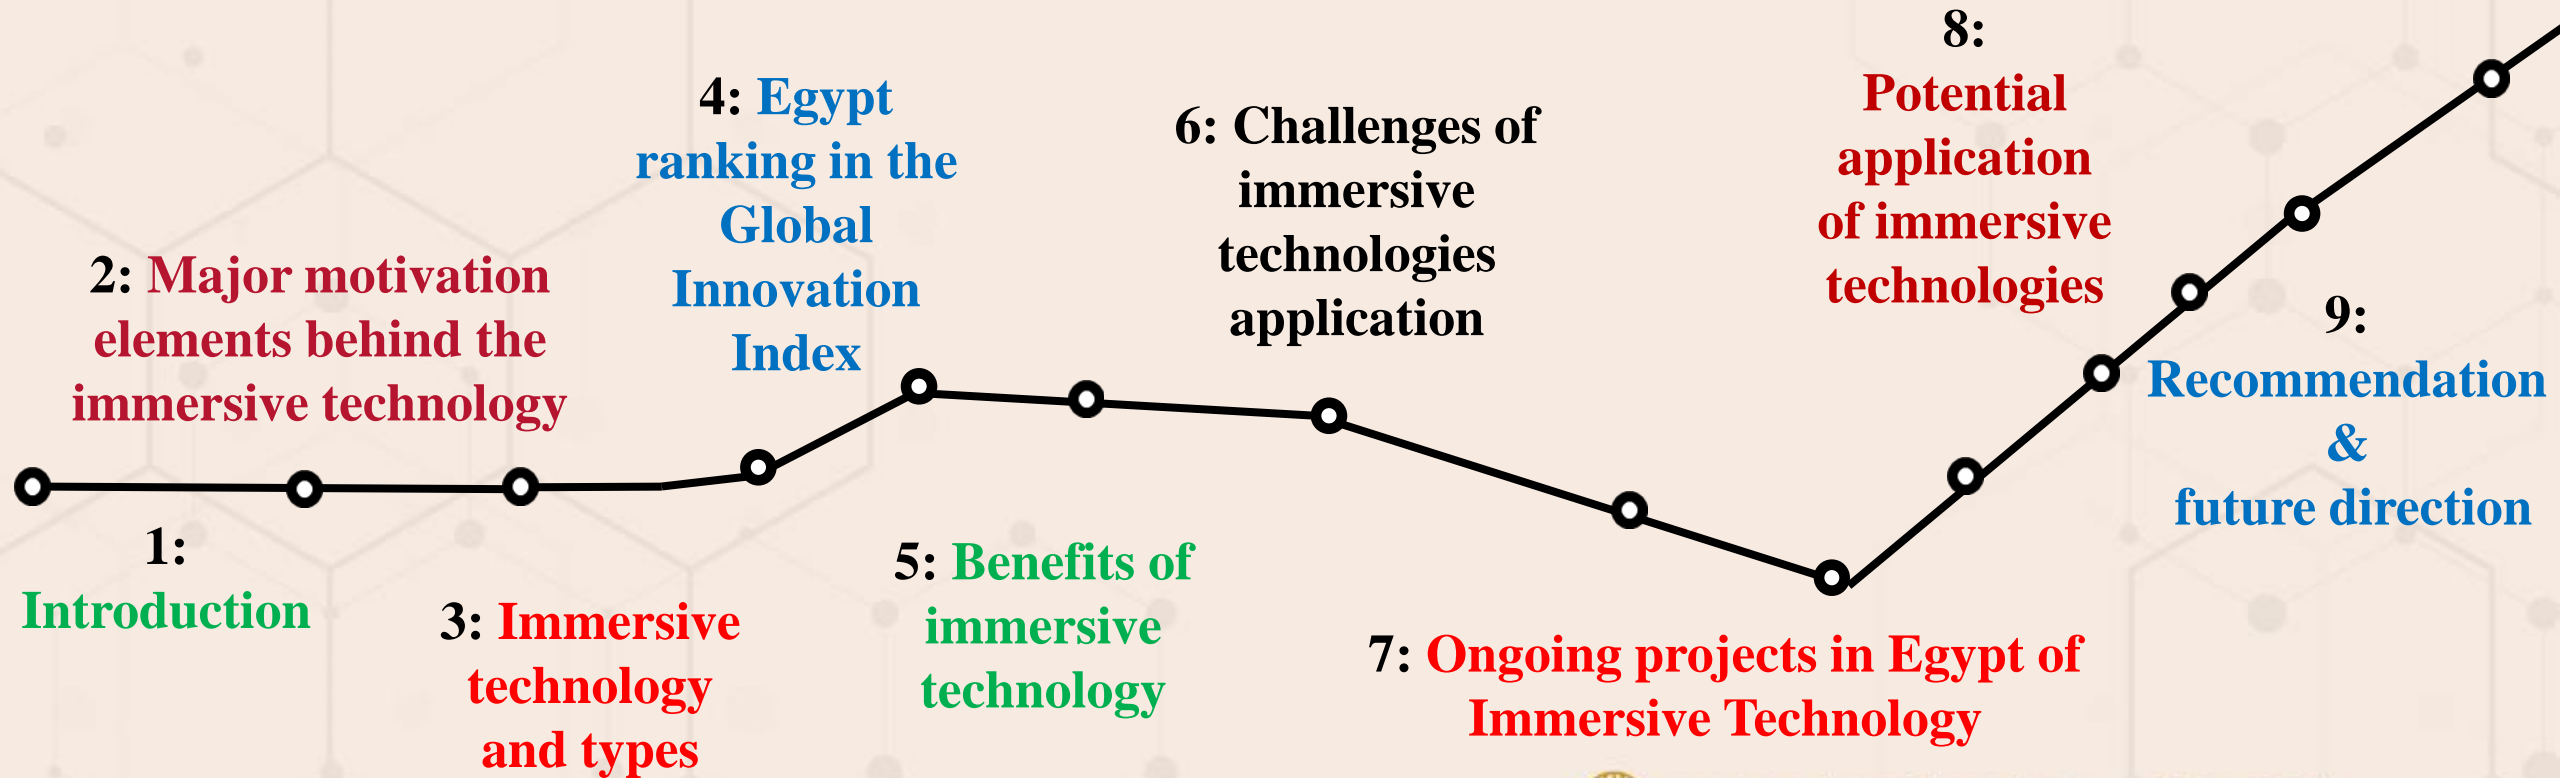 1:
Introduction
2: Major motivation
elements behind the
immersive technology
3: Immersive
technology
and types
4: Egypt
ranking in the
Global
Innovation
Index
5: Benefits of
immersive
technology
6: Challenges of
immersive
technologies
application
7: Ongoing projects in Egypt of
Immersive Technology
8:
Potential
application
of immersive
technologies
9:
Recommendation
&
future direction